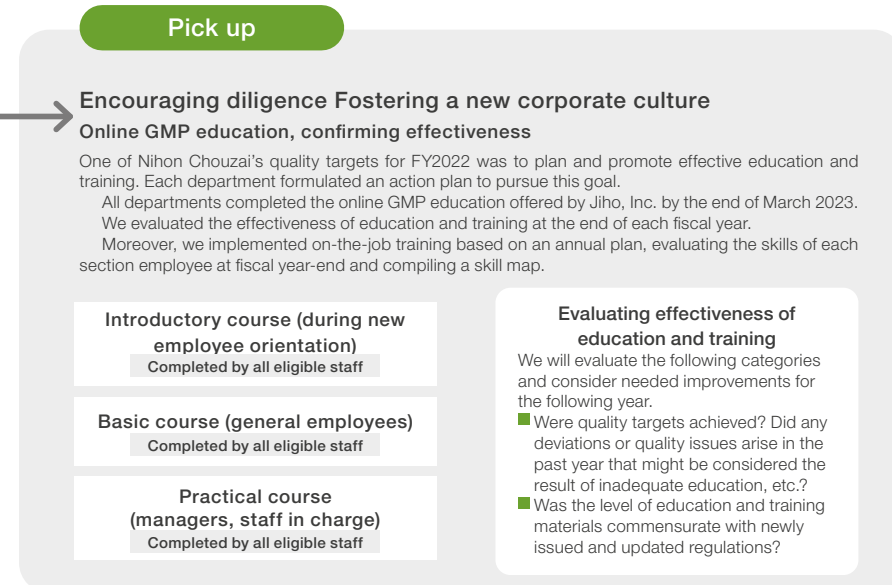 Pick up
Encouraging diligence Fostering a new corporate culture
Online GMP education, confirming effectiveness
One of Nihon Chouzai's quality targets for FY2022 was to plan and promote effective education and
training. Each department formulated an action plan to pursue this goal.
All departments completed the online GMP education offered by Jiho, Inc. by the end of March 2023.
We evaluated the effectiveness of education and training at the end of each fiscal year.
Moreover, we implemented on-the-job training based on an annual plan, evaluating the skills of each
section employee at fiscal year-end and compiling a skill map.
Introductory course (during new
employee orientation)
Completed by all eligible staff
Basic course (general employees)
Completed by all eligible staff
Practical course
(managers, staff in charge)
Completed by all eligible staff
Evaluating effectiveness of
education and training
We will evaluate the following categories
and consider needed improvements for
the following year.
Were quality targets achieved? Did any
deviations or quality issues arise in the
past year that might be considered the
result of inadequate education, etc.?
Was the level of education and training
materials commensurate with newly
issued and updated regulations?